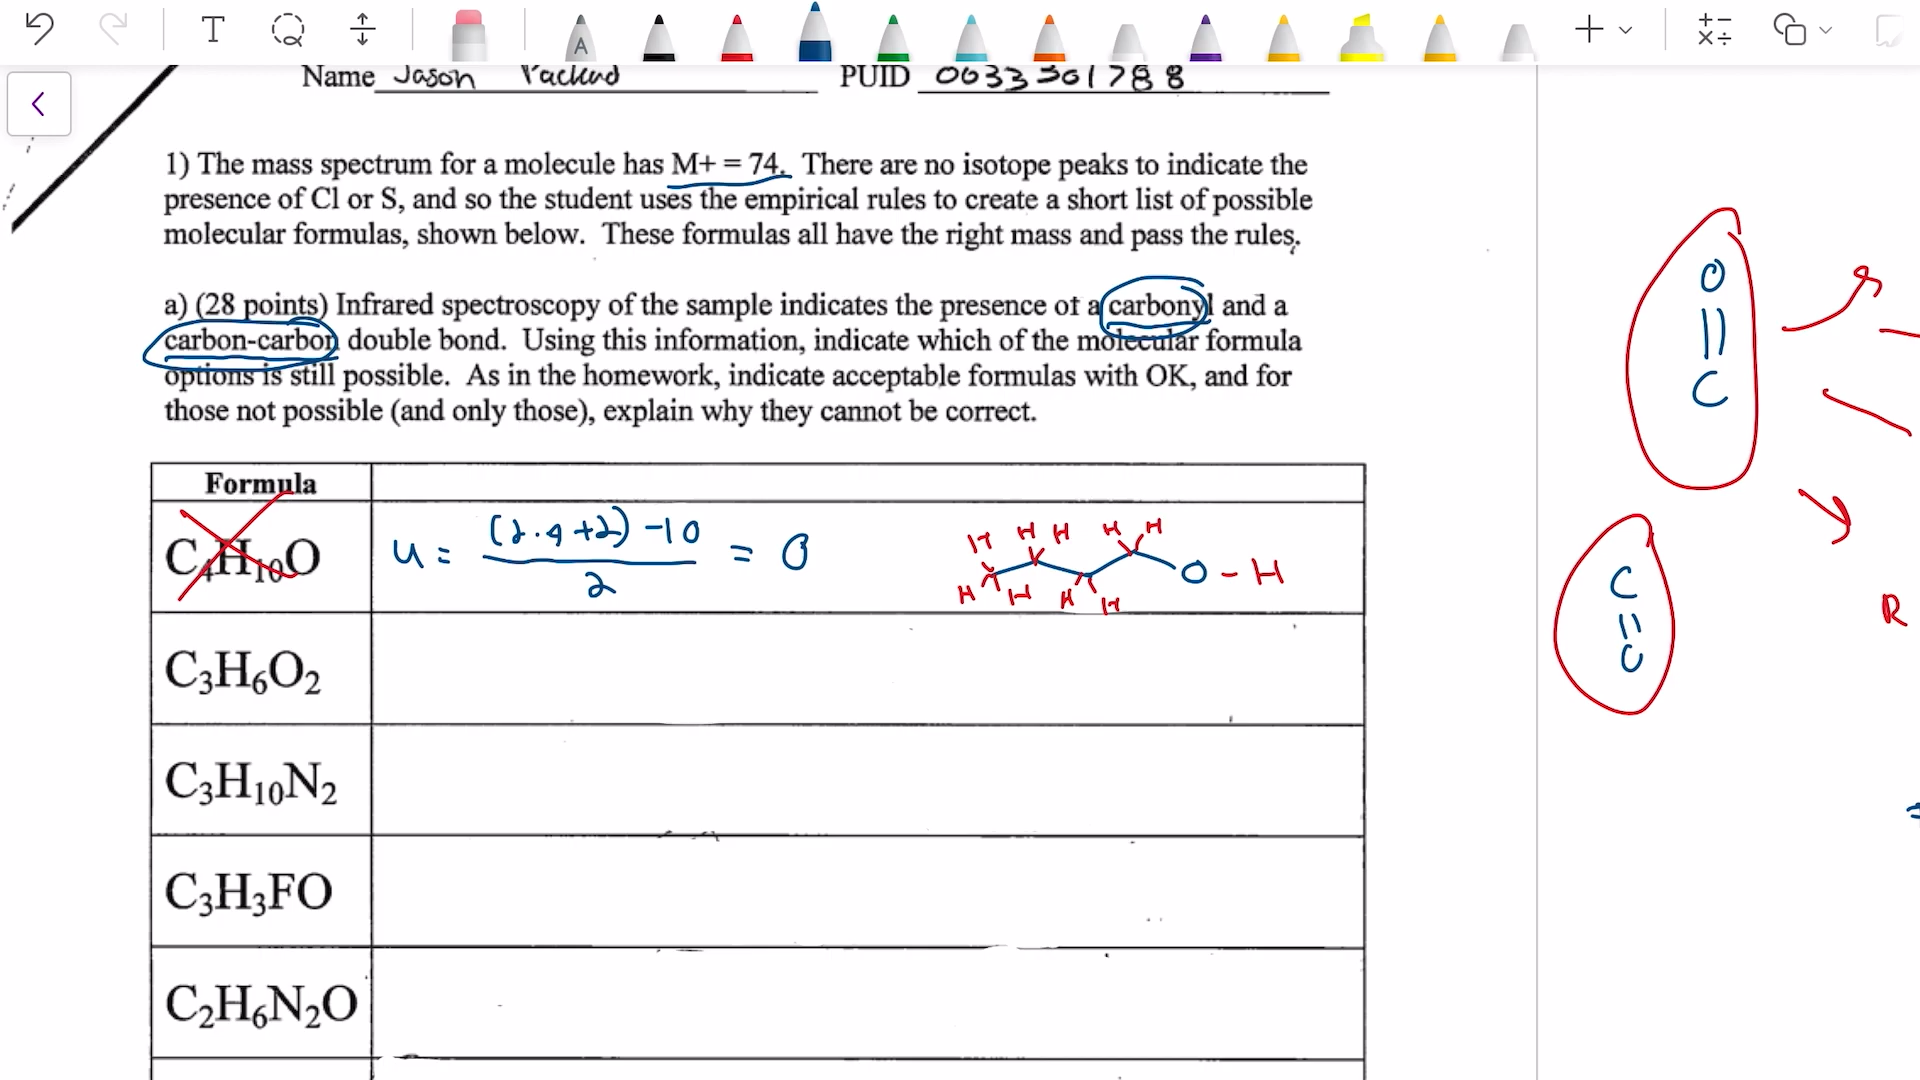 Name Jason Packard PUID 0033301788
1) The mass spectrum for a molecule has M+ = 74. There are no isotope peaks to indicate the
presence of Cl or S, and so the student uses the empirical rules to create a short list of possible
molecular formulas, shown below. These formulas all have the right mass and pass the rules.
a) (28 points) Infrared spectroscopy of the sample indicates the presence of a carbonyl and a
carbon-carbon double bond. Using this information, indicate which of the molecular formula
options is still possible. As in the homework, indicate acceptable formulas with OK, and for
those not possible (and only those), explain why they cannot be correct.
Formula
C₄H₁₀O u = (2·4+2) -10 / 2 = 0
H H H H H
H H H H O - H
C₃H₆O₂
C₃H₁₀N₂
C₃H₃FO
C₂H₆N₂O
O
||
C
C
||
C
R